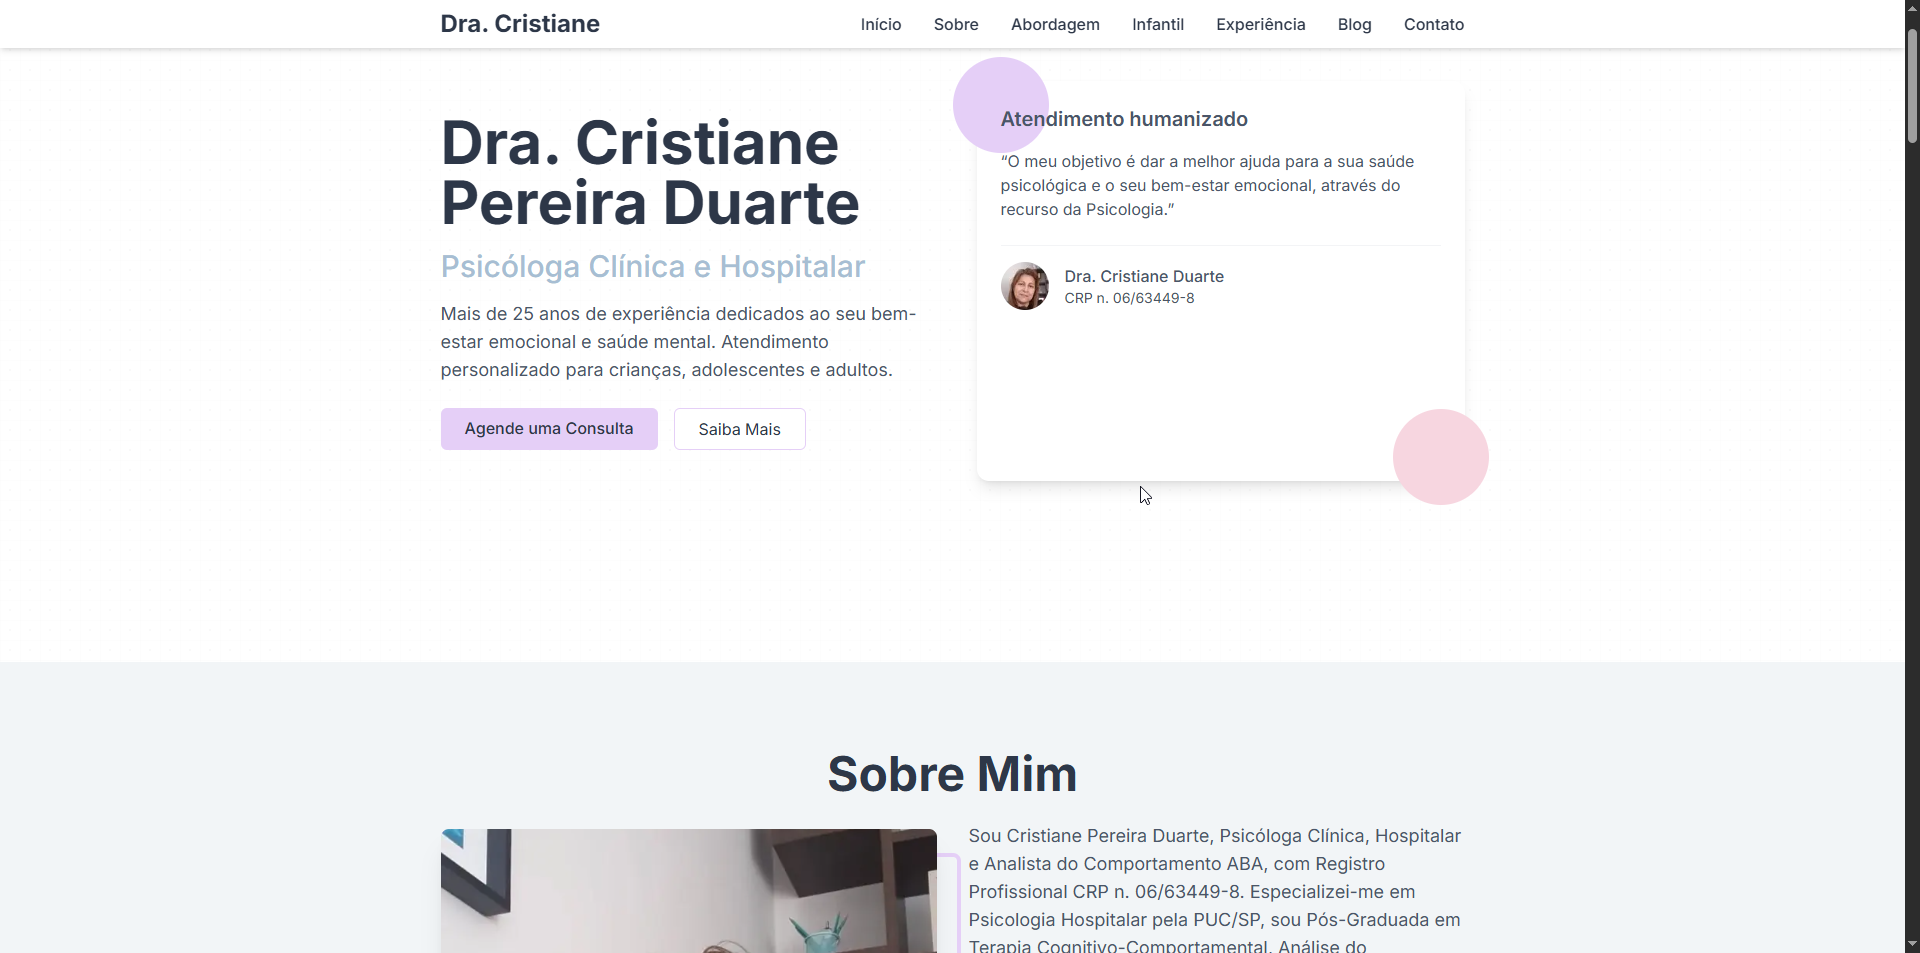 Dra. Cristiane
Início Sobre Abordagem Infantil Experiência Blog Contato
Dra. Cristiane
Pereira Duarte
Psicóloga Clínica e Hospitalar
Mais de 25 anos de experiência dedicados ao seu bem-
estar emocional e saúde mental. Atendimento
personalizado para crianças, adolescentes e adultos.
Agende uma Consulta
Saiba Mais
Atendimento humanizado
“O meu objetivo é dar a melhor ajuda para a sua saúde
psicológica e o seu bem-estar emocional, através do
recurso da Psicologia.”
Dra. Cristiane Duarte
CRP n. 06/63449-8
Sobre Mim
Sou Cristiane Pereira Duarte, Psicóloga Clínica, Hospitalar
e Analista do Comportamento ABA, com Registro
Profissional CRP n. 06/63449-8. Especializei-me em
Psicologia Hospitalar pela PUC/SP, sou Pós-Graduada em
Terapia Cognitivo-Comportamental, Análise do